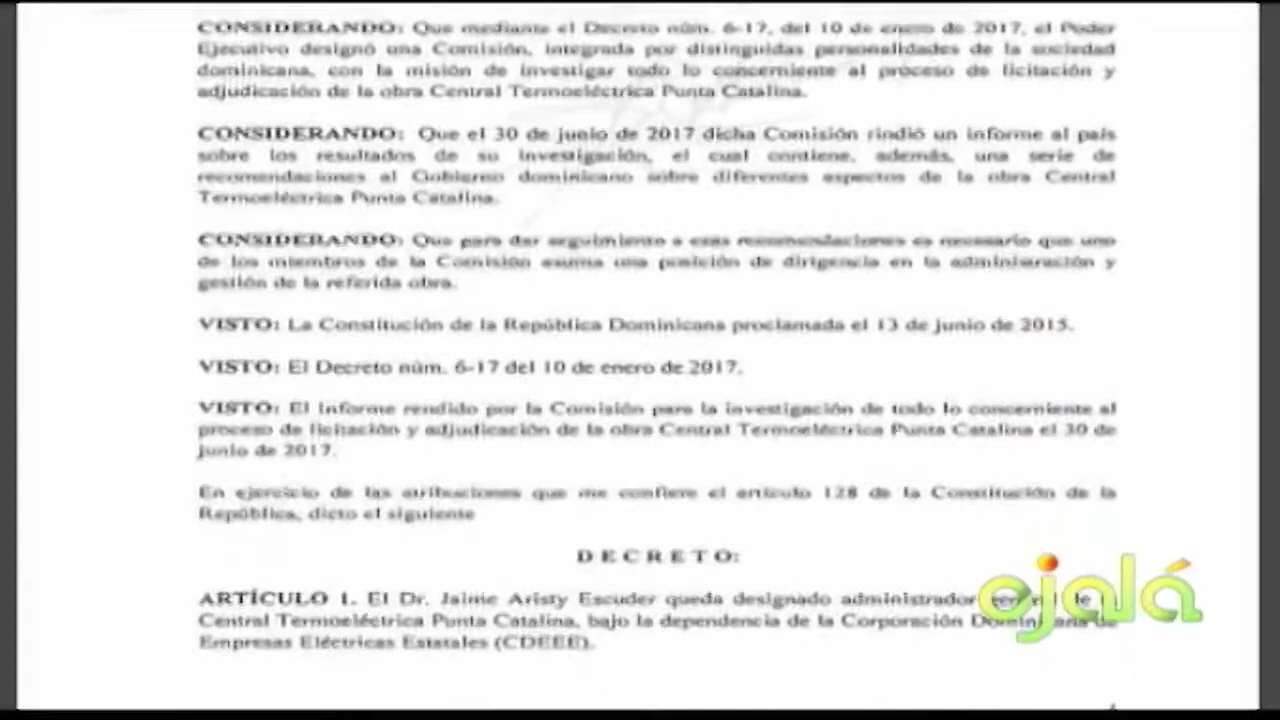 CONSIDERANDO: Que mediante el Decreto núm. 6-17, del 10 de enero de 2017, el Poder
Ejecutivo designó una Comisión, integrada por distinguidas personalidades de la sociedad
dominicana, con la misión de investigar todo lo concerniente al proceso de licitación y
adjudicación de la obra Central Termoeléctrica Punta Catalina.
CONSIDERANDO: Que el 30 de junio de 2017 dicha Comisión rindió un informe al país
sobre los resultados de su investigación, el cual contiene, además, una serie de
recomendaciones al Gobierno dominicano sobre diferentes aspectos de la obra Central
Termoeléctrica Punta Catalina.
CONSIDERANDO: Que para dar seguimiento a esas recomendaciones es necesario que uno
de los miembros de la Comisión asuma una posición de dirigencia en la administración y
gestión de la referida obra.
VISTO: La Constitución de la República Dominicana proclamada el 13 de junio de 2015.
VISTO: El Decreto núm. 6-17 del 10 de enero de 2017.
VISTO: El Informe rendido por la Comisión para la investigación de todo lo concerniente al
proceso de licitación y adjudicación de la obra Central Termoeléctrica Punta Catalina el 30 de
junio de 2017.
En ejercicio de las atribuciones que me confiere el artículo 128 de la Constitución de la
República, dicto el siguiente
D E C R E T O:
ARTÍCULO 1. El Dr. Jaime Aristy Escuder queda designado administrador
Central Termoeléctrica Punta Catalina, bajo la dependencia de la Corporación Dominicana de
Empresas Eléctricas Estatales (CDEEE).
ojalá